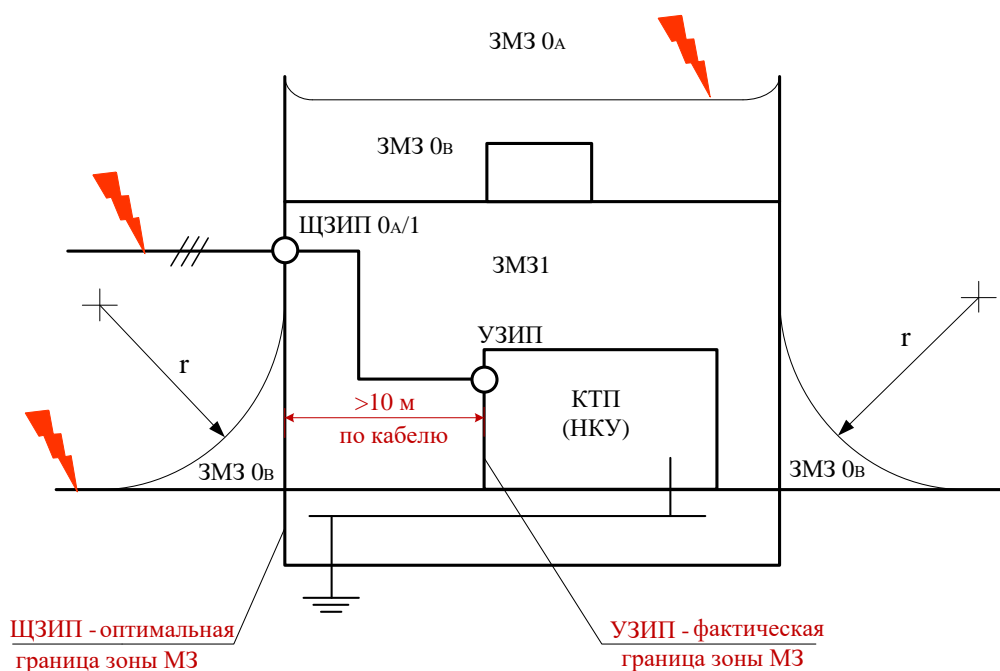 ЗМЗ 0А
ЗМЗ 0В
ЩЗИП 0А/1
ЗМЗ1
УЗИП
r
r
>10 м
по кабелю
КТП
(НКУ)
ЗМЗ 0В
ЗМЗ 0В
ЩЗИП - оптимальная
граница зоны МЗ
УЗИП - фактическая
граница зоны МЗ